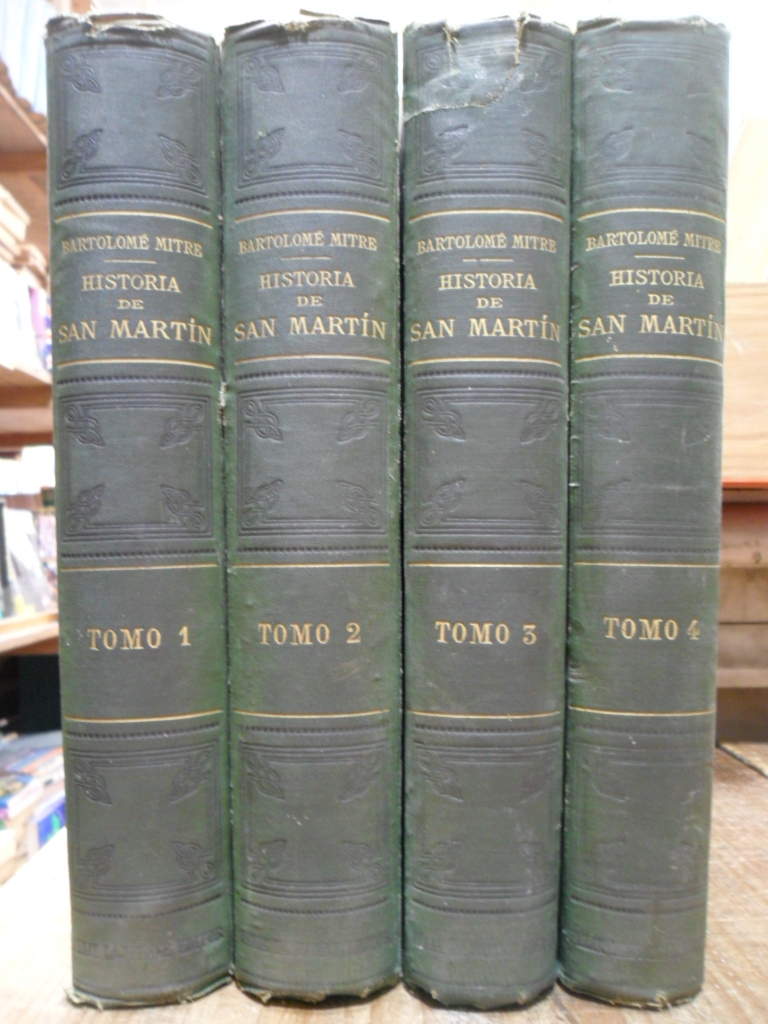 BARTOLOMÉ MITRE
HISTORIA
DE
SAN MARTÍN
TOMO 1
BARTOLOMÉ MITRE
HISTORIA
DE
SAN MARTÍN
TOMO 2
BARTOLOMÉ MITRE
HISTORIA
DE
SAN MARTÍN
TOMO 3
BARTOLOMÉ MITRE
HISTORIA
DE
SAN MARTÍN
TOMO 4